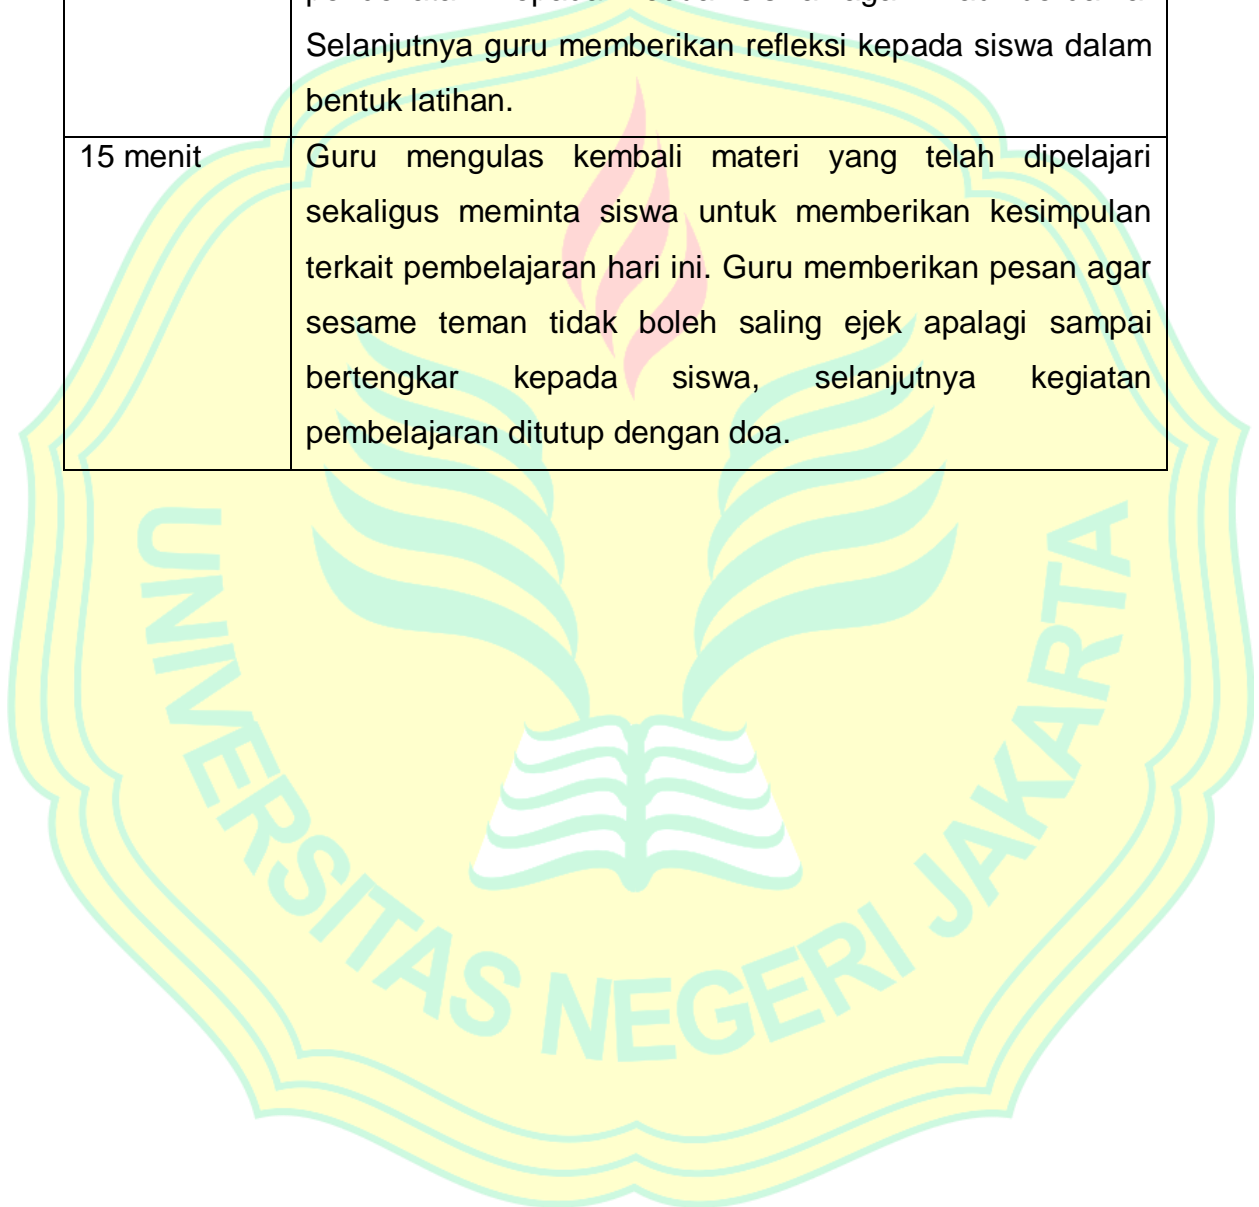 Selanjutnya guru memberikan refleksi kepada siswa dalam
bentuk latihan.
15 menit
Guru mengulas kembali materi yang telah dipelajari
sekaligus meminta siswa untuk memberikan kesimpulan
terkait pembelajaran hari ini. Guru memberikan pesan agar
sesame teman tidak boleh saling ejek apalagi sampai
bertengkar kepada siswa, selanjutnya kegiatan
pembelajaran ditutup dengan doa.
UNIVERSITAS NEGERI JAKARTA